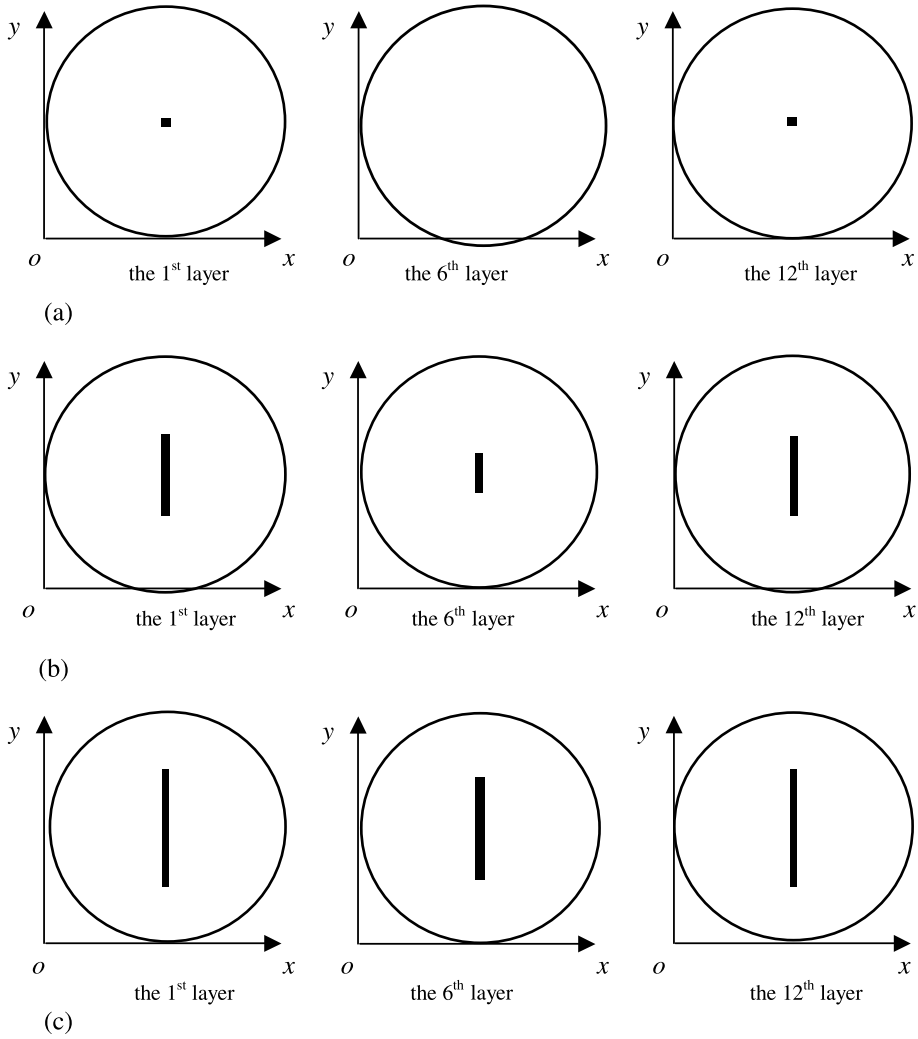 y y y
o x o x o x
the 1st layer the 6th layer the 12th layer
(a)
y y y
o x o x o x
the 1st layer the 6th layer the 12th layer
(b)
y y y
o x o x o x
the 1st layer the 6th layer the 12th layer
(c)